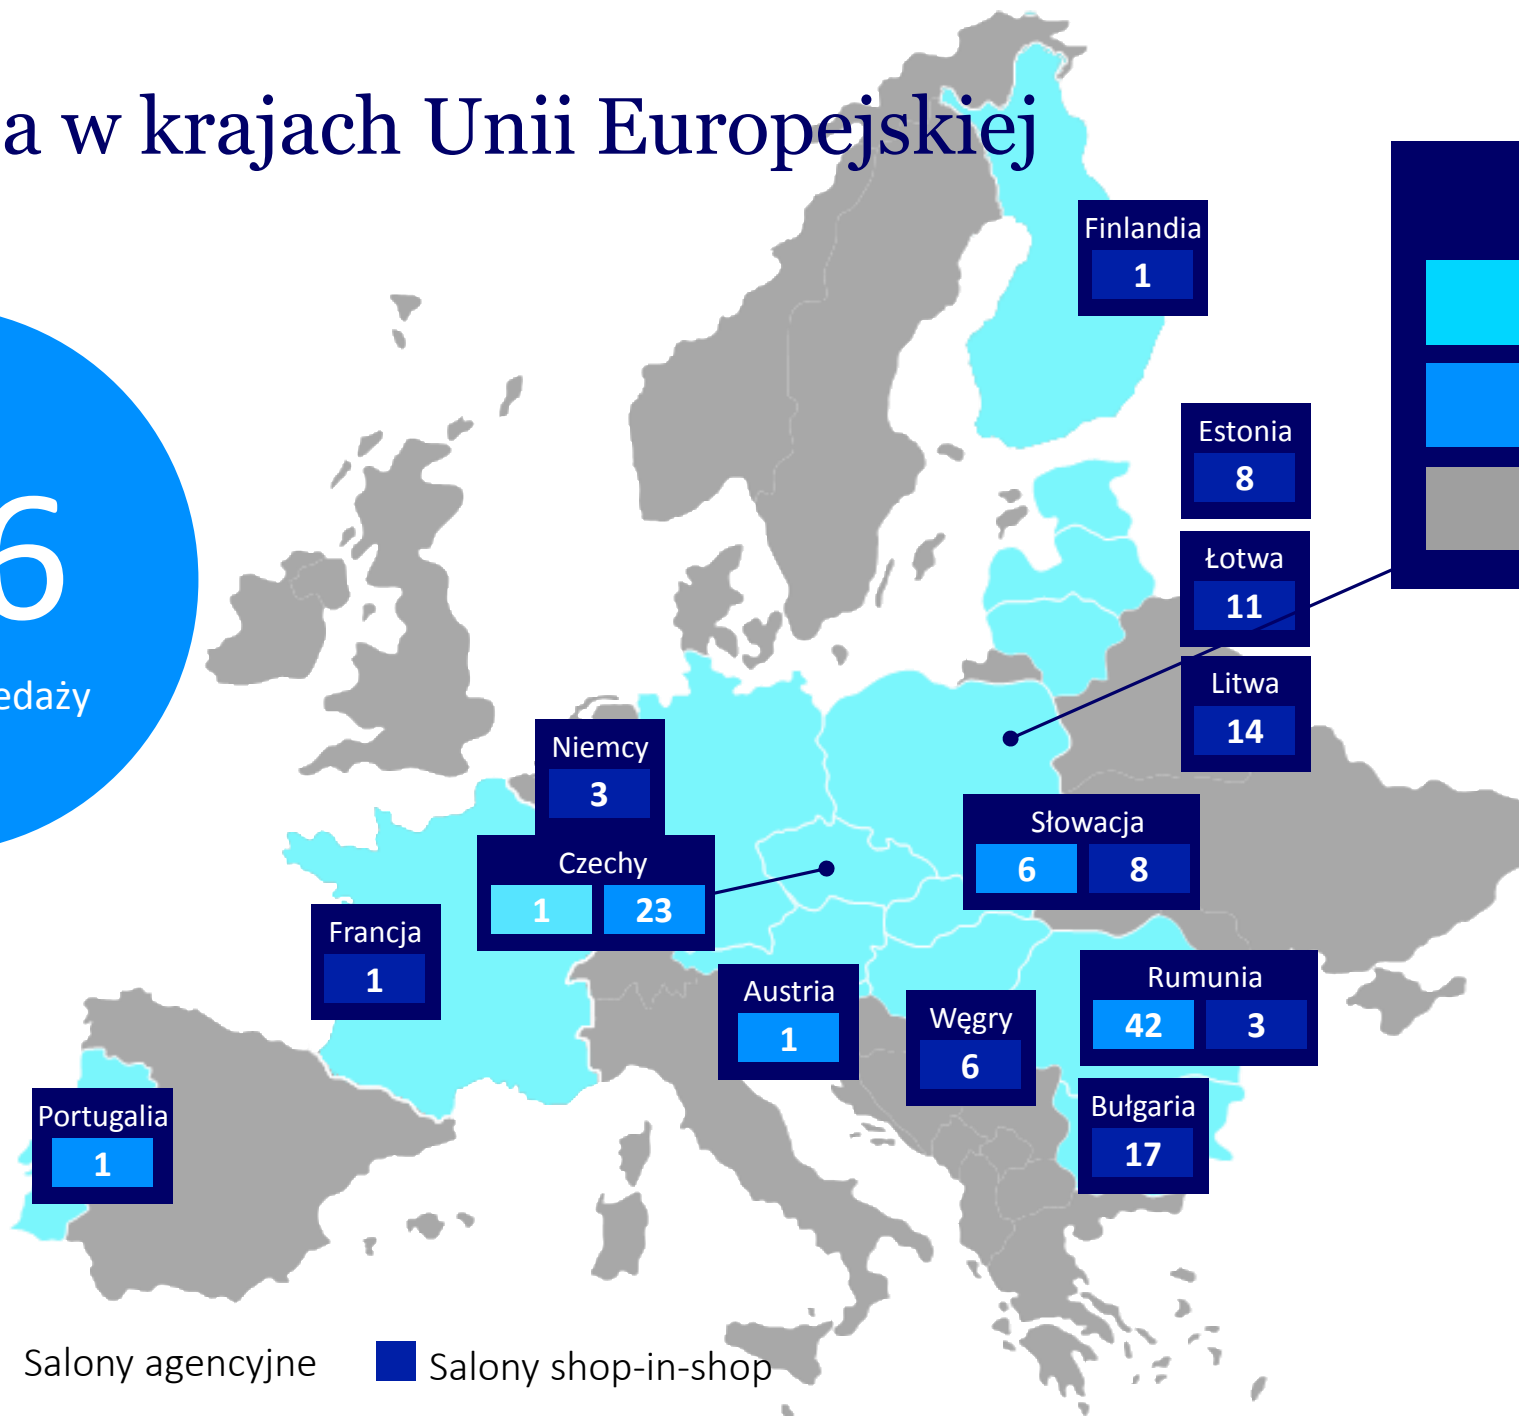 a w krajach Unii Europejskiej
Finlandia
1
Estonia
8
6
Łotwa
11
edaży
Litwa
14
Niemcy
3
Słowacja
6 8
Czechy
1 23
Francja
1
Austria
1
Węgry
6
Rumunia
42 3
Portugalia
1
Bułgaria
17
Salony agencyjne
Salony shop-in-shop